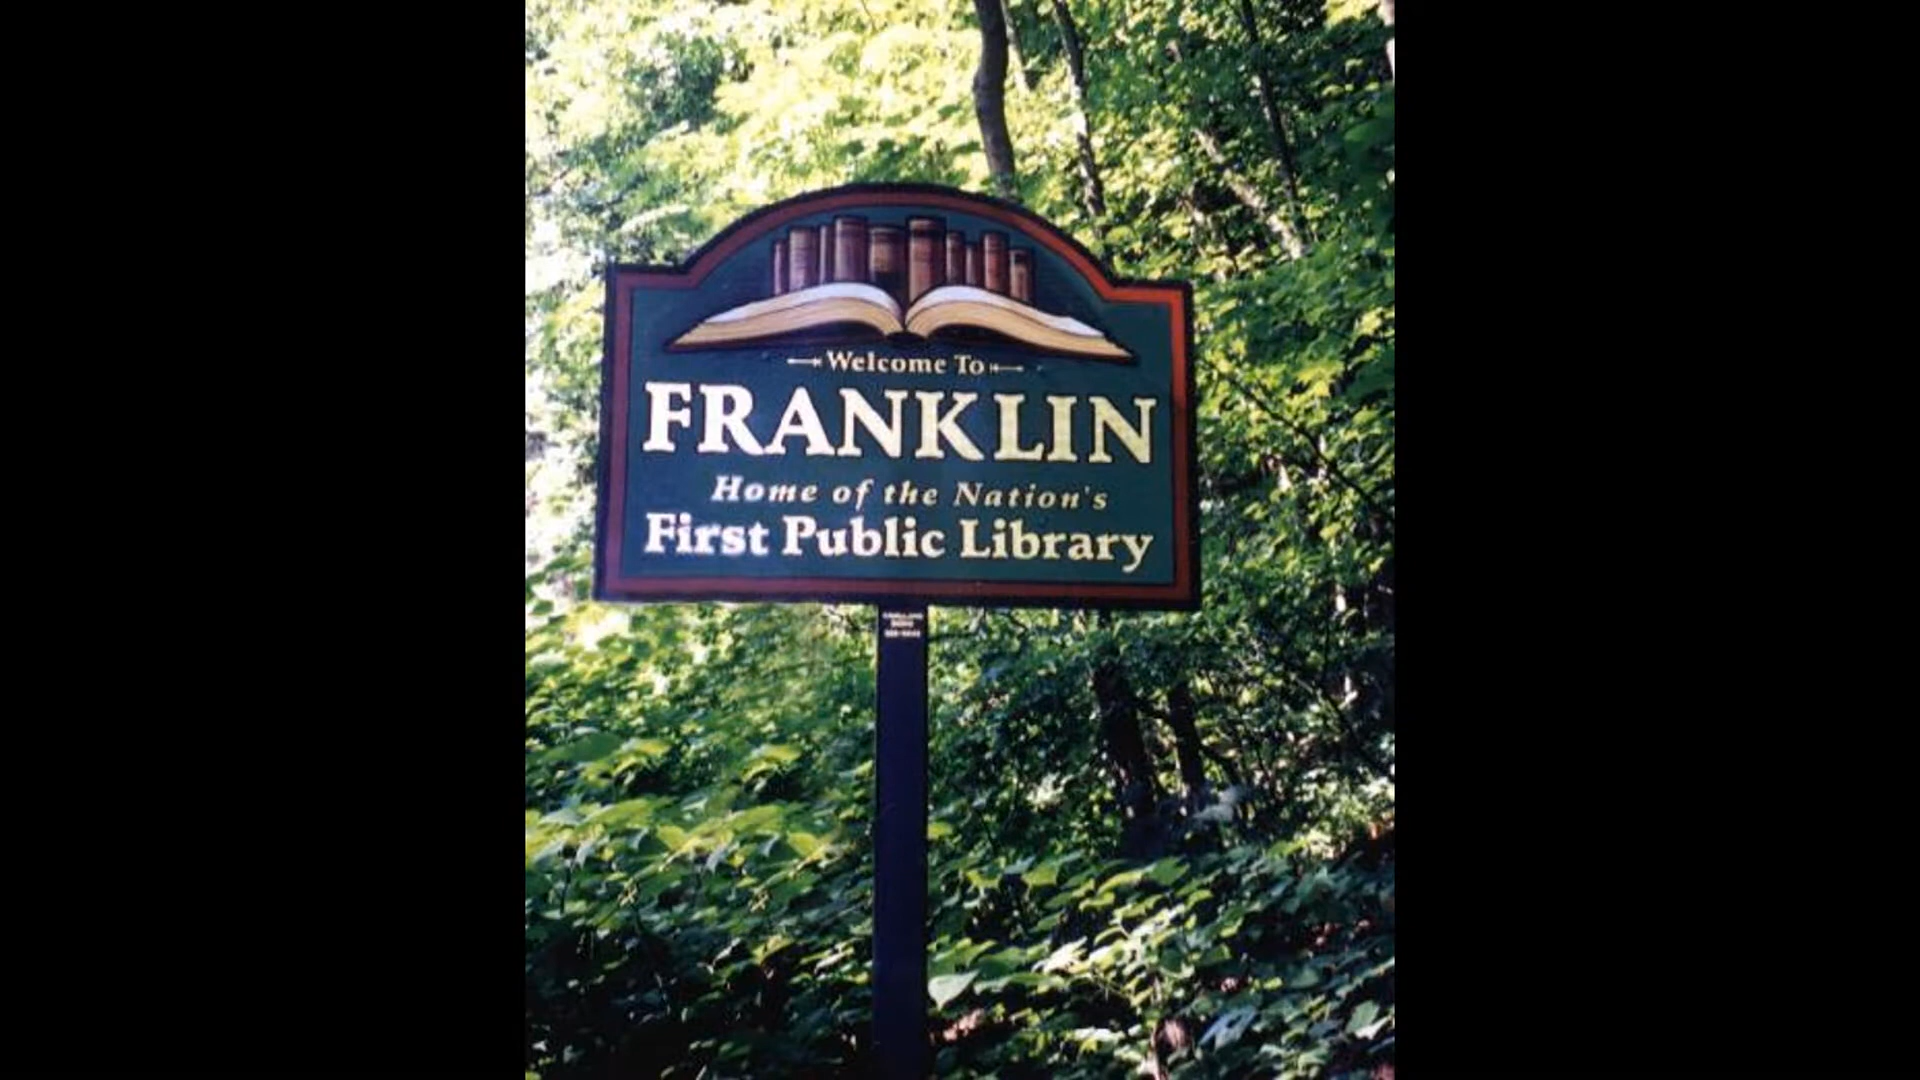 Welcome To
FRANKLIN
Home of the Nation's
First Public Library